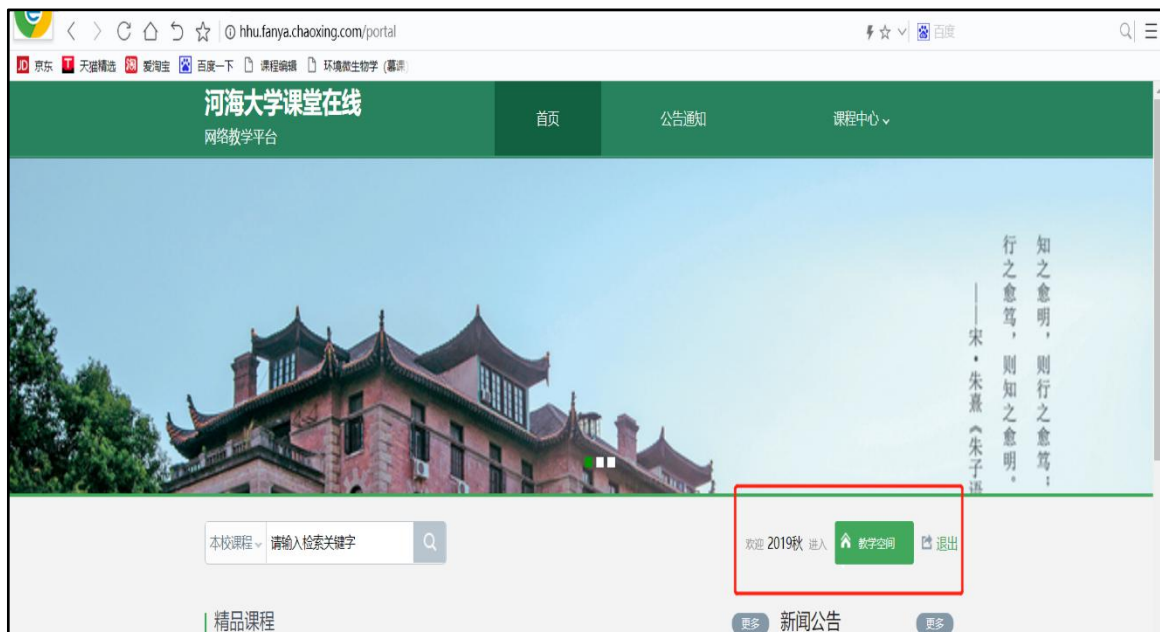 hhu.fanya.chaoxing.com/portal
百度
JD 京东 T 天猫精选 淘 爱淘宝 百度一下 课程编辑 环境微生物学 (慕课)
河海大学课堂在线
网络教学平台
首页 公告通知 课程中心
知之愈明，则行之愈笃；
行之愈笃，则知之愈明。
——宋·朱熹《朱子语
本校课程 请输入检索关键字
欢迎 2019秋 进入 教学空间 退出
精品课程 更多 新闻公告 更多